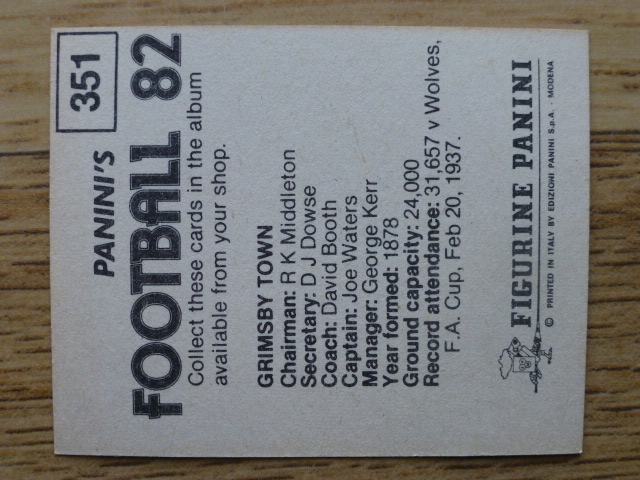 351
PANINI'S
FOOTBALL 82
Collect these cards in the album
available from your shop.
GRIMSBY TOWN
Chairman: R K Middleton
Secretary: D J Dowse
Coach: David Booth
Captain: Joe Waters
Manager: George Kerr
Year formed: 1878
Ground capacity: 24,000
Record attendance: 31,657 v Wolves,
F.A. Cup, Feb 20, 1937.
FIGURINE PANINI
© PRINTED IN ITALY BY EDIZIONI PANINI S.p.A. - MODENA